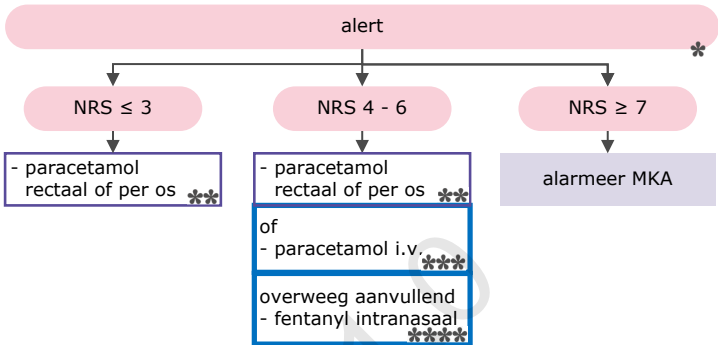 alert
*
NRS ≤ 3
NRS 4 - 6
NRS ≥ 7
- paracetamol
rectaal of per os **
- paracetamol
rectaal of per os **
of
- paracetamol i.v. ***
overweeg aanvullend
- fentanyl intranasaal
****
alarmeer MKA